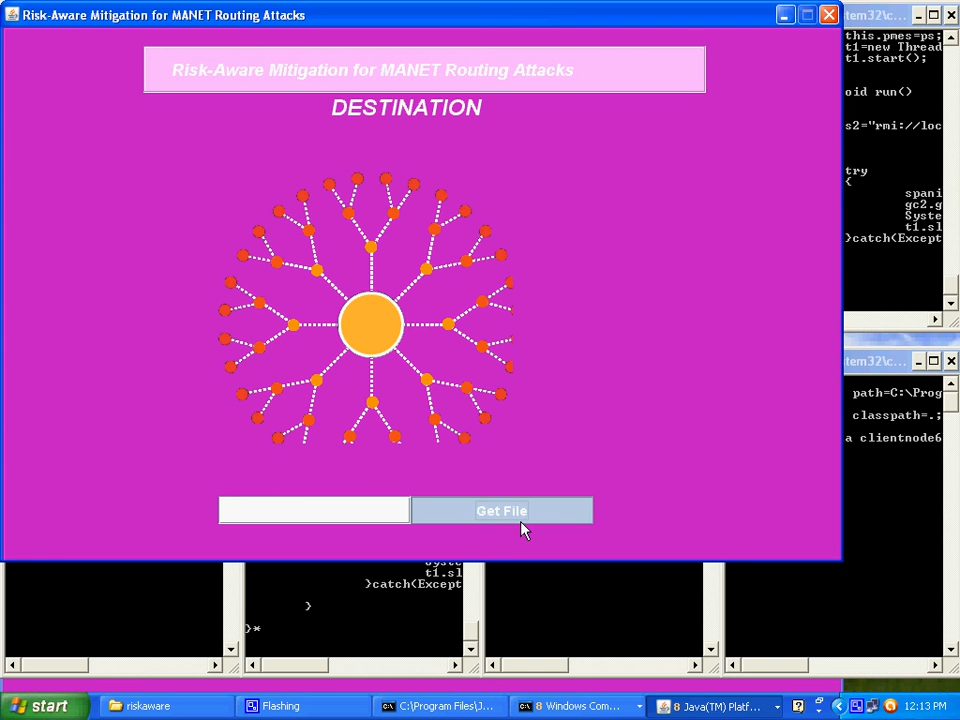 Risk-Aware Mitigation for MANET Routing Attacks
Risk-Aware Mitigation for MANET Routing Attacks
DESTINATION
Get File
tem32\c...
this.pmes=ps;
t1=new Thread
t1.start();
oid run()
s2="rmi://loc
try
{
spani
gc2.g
Syste
t1.sl
}catch(Except
tem32\c...
path=C:\Prog
classpath=.;
a clientnode6
t1.sl
}catch(Except
}
}*
start
riskaware
Flashing
C:\Program Files\J...
8 Windows Com...
8 Java(TM) Platf...
12:13 PM